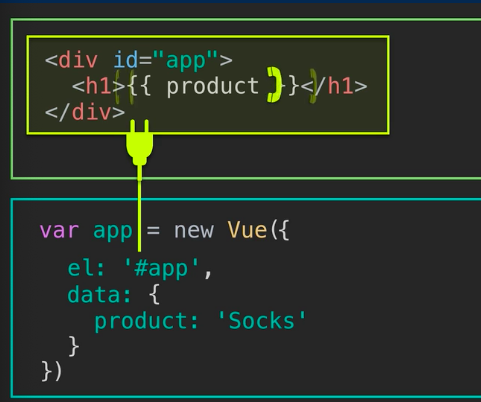 <div id="app">
<h1>{{ product }}</h1>
</div>
var app = new Vue({
el: '#app',
data: {
product: 'Socks'
}
})